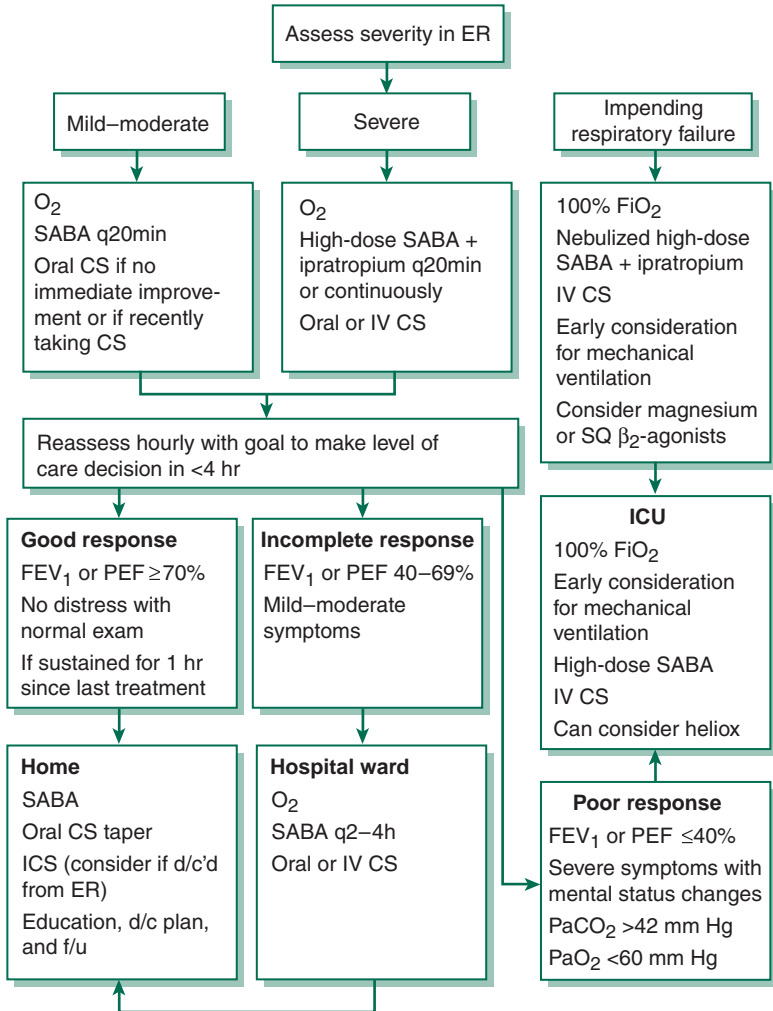 Assess severity in ER
Mild–moderate
Severe
Impending
respiratory failure
O₂
SABA q20min
Oral CS if no
immediate improve-
ment or if recently
taking CS
O₂
High-dose SABA +
ipratropium q20min
or continuously
Oral or IV CS
100% FiO₂
Nebulized high-dose
SABA + ipratropium
IV CS
Early consideration
for mechanical
ventilation
Consider magnesium
or SQ β₂-agonists
Reassess hourly with goal to make level of
care decision in <4 hr
Good response
FEV₁ or PEF ≥70%
No distress with
normal exam
If sustained for 1 hr
since last treatment
Incomplete response
FEV₁ or PEF 40–69%
Mild–moderate
symptoms
ICU
100% FiO₂
Early consideration
for mechanical
ventilation
High-dose SABA
IV CS
Can consider heliox
Home
SABA
Oral CS taper
ICS (consider if d/c'd
from ER)
Education, d/c plan,
and f/u
Hospital ward
O₂
SABA q2–4h
Oral or IV CS
Poor response
FEV₁ or PEF ≤40%
Severe symptoms with
mental status changes
PaCO₂ >42 mm Hg
PaO₂ <60 mm Hg